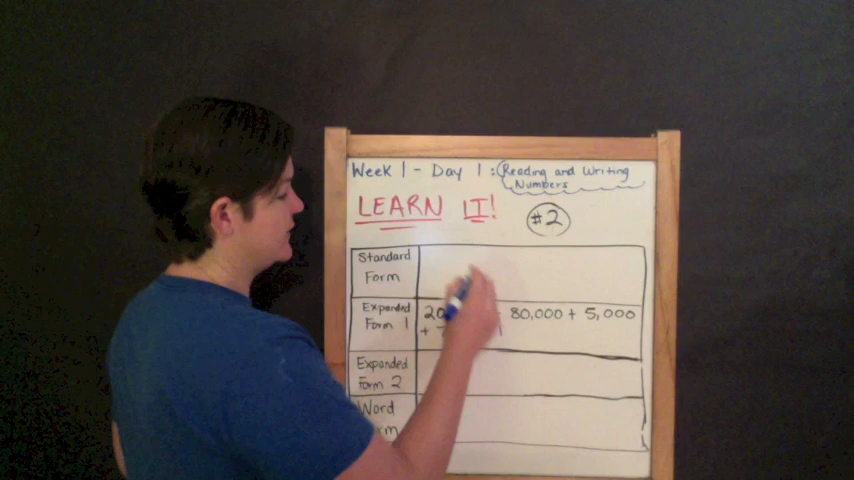 Week 1 - Day 1: Reading and Writing
Numbers
LEARN IT!
#2
Standard
Form
Expanded
Form 1
80,000 + 5,000
+
Expanded
Form 2
Word